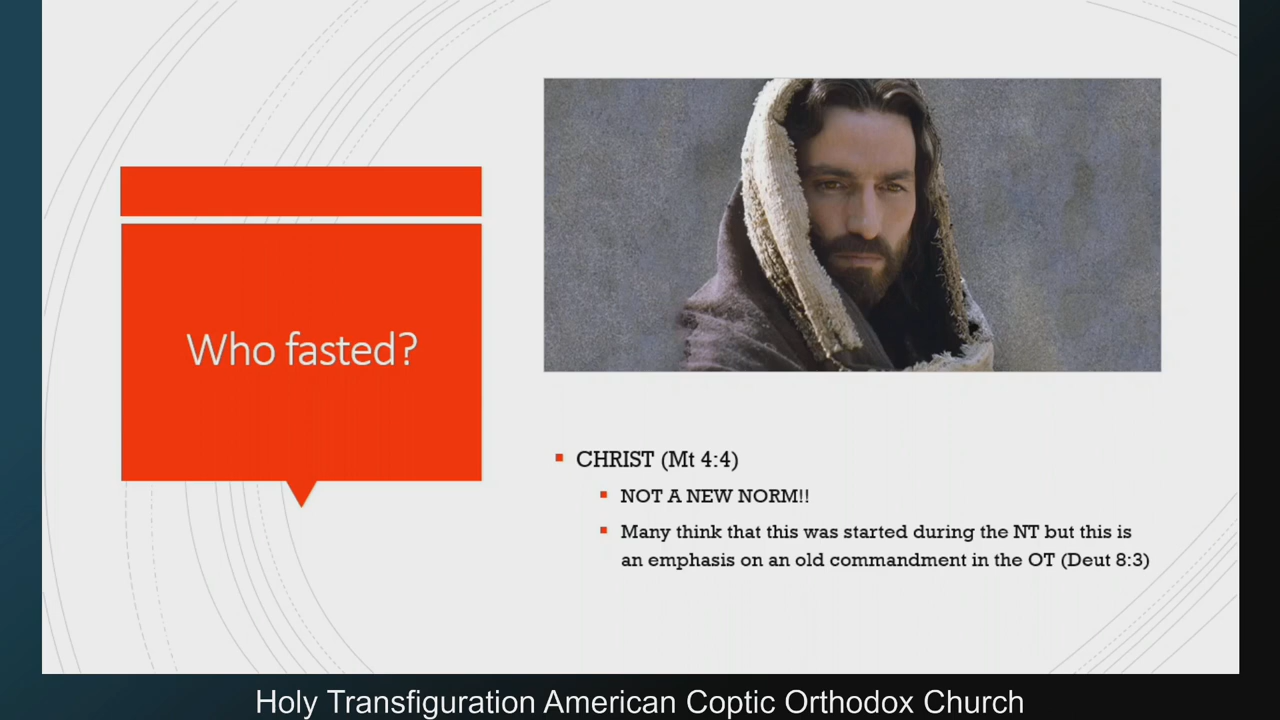 Who fasted?
CHRIST (Mt 4:4)
NOT A NEW NORM!!
Many think that this was started during the NT but this is
an emphasis on an old commandment in the OT (Deut 8:3)
Holy Transfiguration American Coptic Orthodox Church